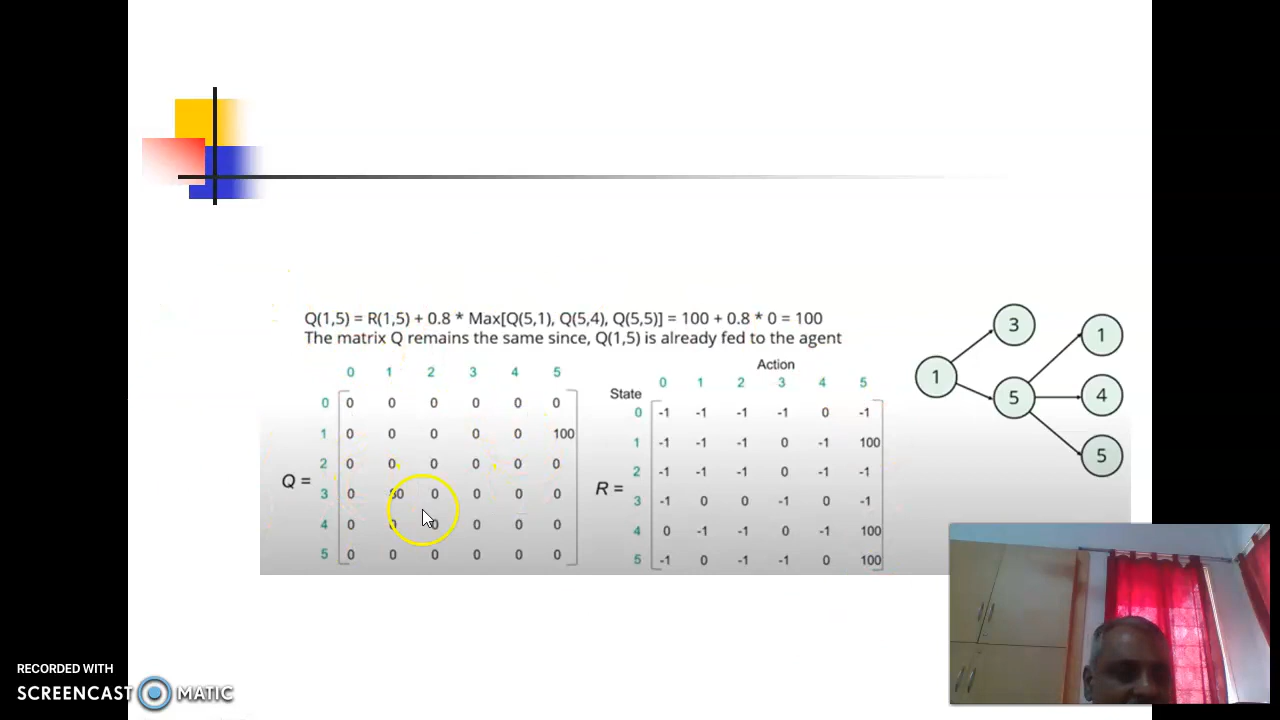 Q(1,5) = R(1,5) + 0.8 * Max[Q(5,1), Q(5,4), Q(5,5)] = 100 + 0.8 * 0 = 100
The matrix Q remains the same since, Q(1,5) is already fed to the agent
0 1 2 3 4 5
0 0 0 0 0 0 0
1 0 0 0 0 0 100
2 0 0 0 0 0 0
Q =
3 0 80 0 0 0 0
4 0 0 0 0 0 0
5 0 0 0 0 0 0
Action
State 0 1 2 3 4 5
0 -1 -1 -1 -1 0 -1
1 -1 -1 -1 0 -1 100
2 -1 -1 -1 0 -1 -1
R =
3 -1 0 0 -1 0 -1
4 0 -1 -1 0 -1 100
5 -1 0 -1 -1 0 100
3
1
1
5
4
5
RECORDED WITH
SCREENCAST MATIC